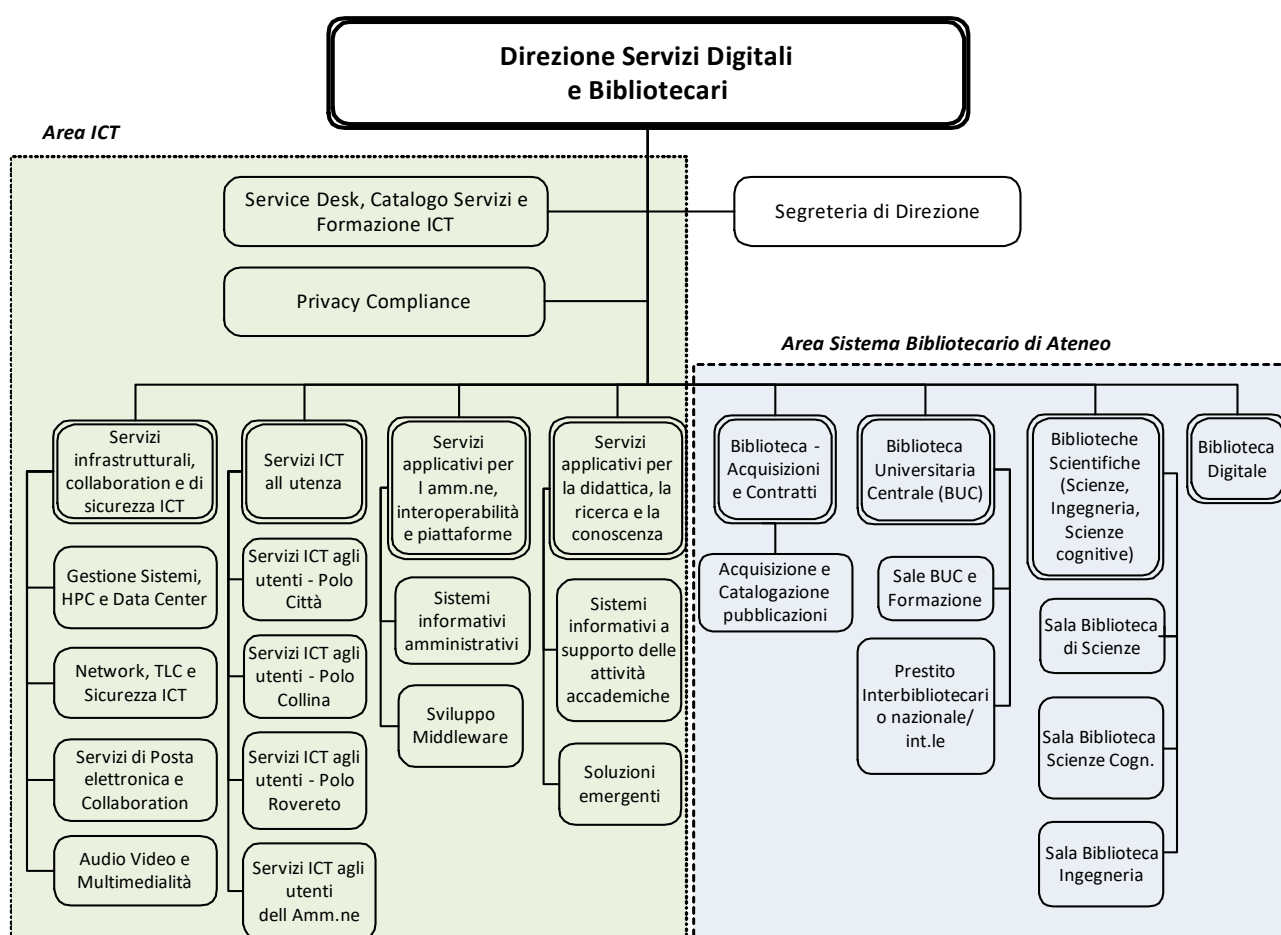 Direzione Servizi Digitali
e Bibliotecari
Area ICT
Service Desk, Catalogo Servizi e
Formazione ICT
Segreteria di Direzione
Privacy Compliance
Area Sistema Bibliotecario di Ateneo
Servizi
infrastrutturali,
collaboration e di
sicurezza ICT
Gestione Sistemi,
HPC e Data Center
Network, TLC e
Sicurezza ICT
Servizi di Posta
elettronica e
Collaboration
Audio Video e
Multimedialità
Servizi ICT
all utenza
Servizi ICT agli
utenti - Polo
Città
Servizi ICT agli
utenti - Polo
Collina
Servizi ICT agli
utenti - Polo
Rovereto
Servizi ICT agli
utenti
dell Amm.ne
Servizi
applicativi per
l amm.ne,
interoperabilità
e piattaforme
Sistemi
informativi
amministrativi
Sviluppo
Middleware
Servizi
applicativi per
la didattica, la
ricerca e la
conoscenza
Sistemi
informativi a
supporto delle
attività
accademiche
Soluzioni
emergenti
Biblioteca -
Acquisizioni
e Contratti
Acquisizione e
Catalogazione
pubblicazioni
Biblioteca
Universitaria
Centrale (BUC)
Sale BUC e
Formazione
Prestito
Interbibliotecari
o nazionale/
int.le
Biblioteche
Scientifiche
(Scienze,
Ingegneria,
Scienze
cognitive)
Sala Biblioteca
di Scienze
Sala Biblioteca
Scienze Cogn.
Sala Biblioteca
Ingegneria
Biblioteca
Digitale